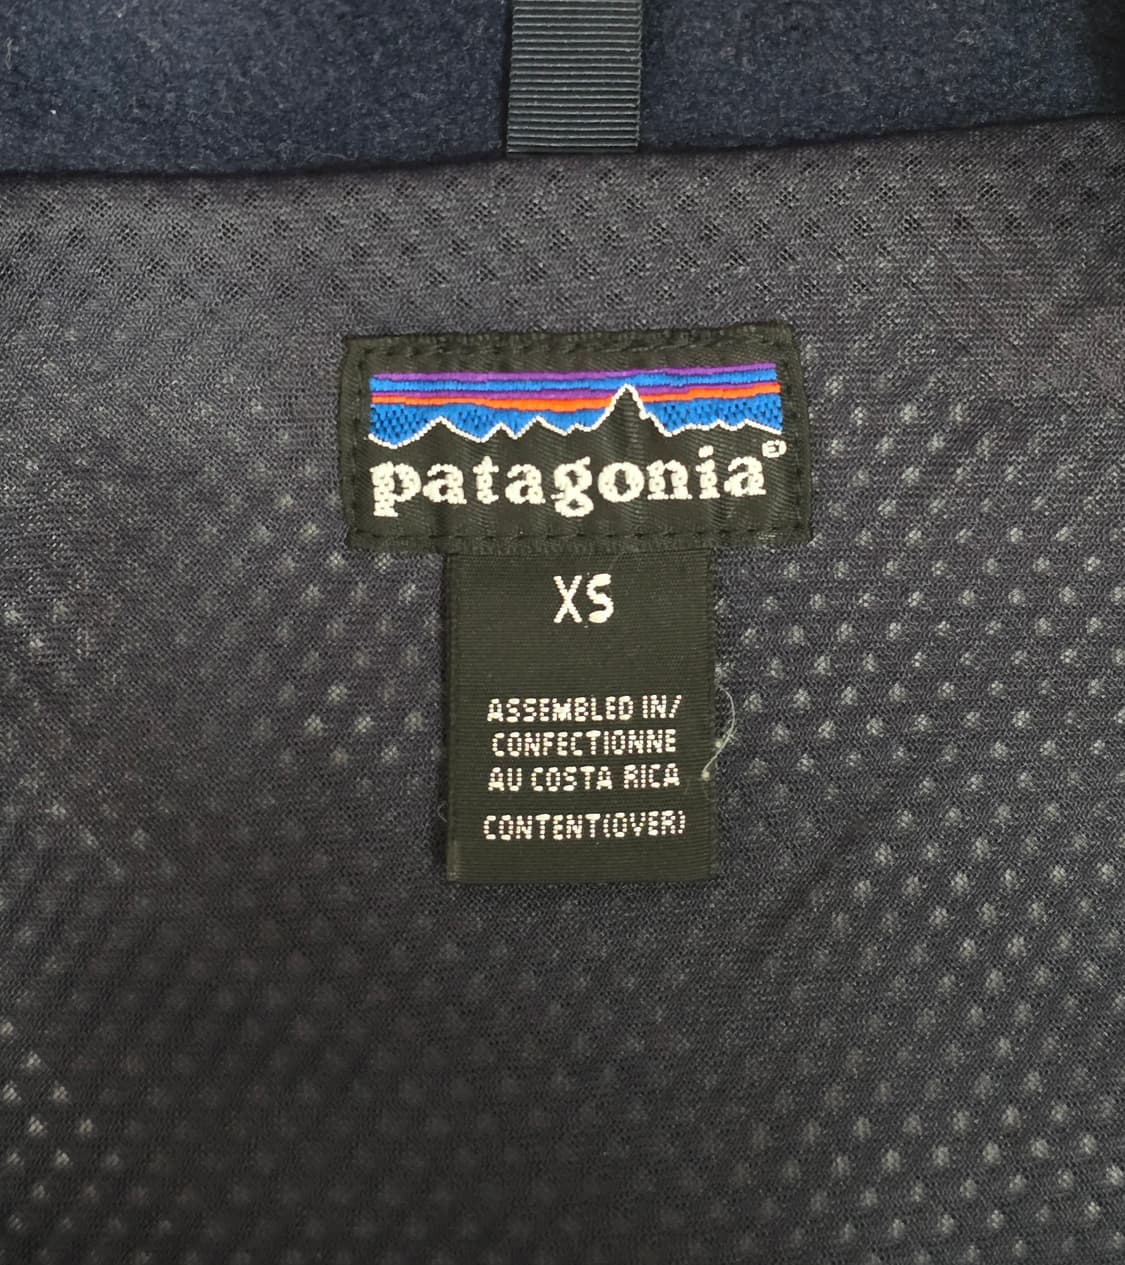 patagonia®
XS
ASSEMBLED IN/
CONFECTIONNE
AU COSTA RICA
CONTENT(OVER)